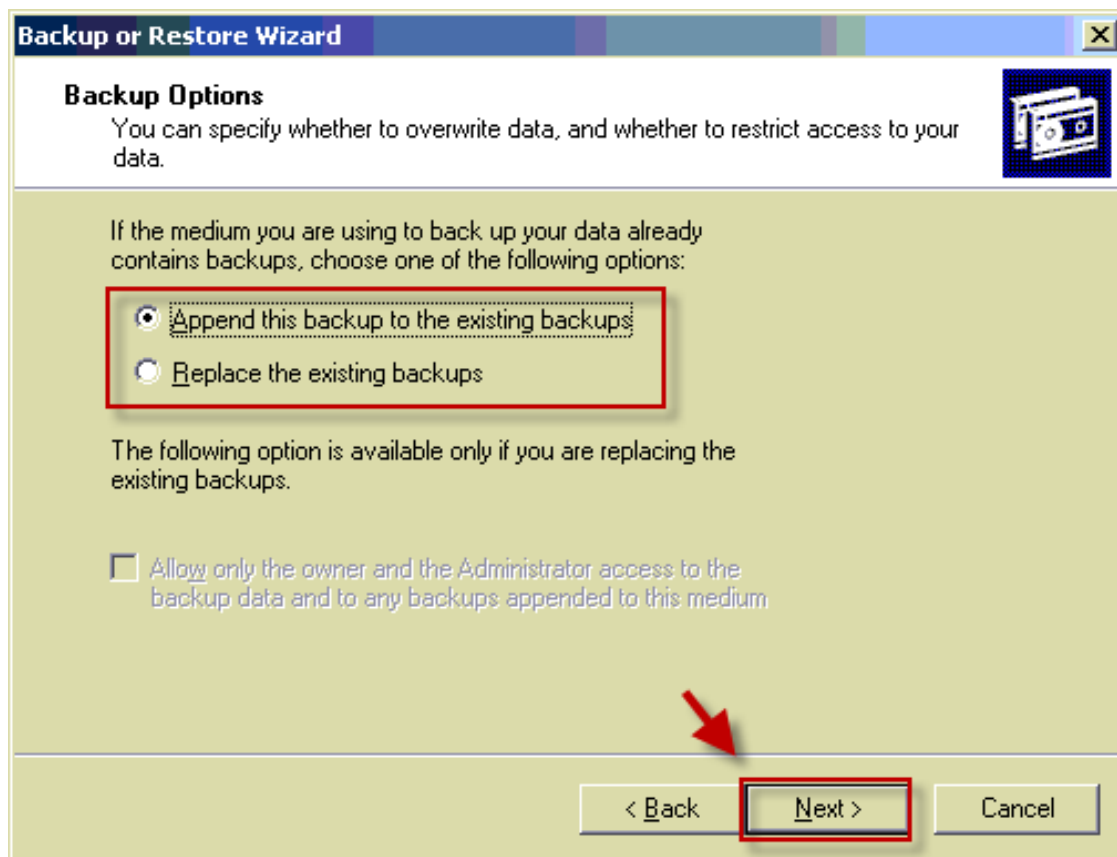 Backup or Restore Wizard
Backup Options
You can specify whether to overwrite data, and whether to restrict access to your
data.
If the medium you are using to back up your data already
contains backups, choose one of the following options:
Append this backup to the existing backups
Replace the existing backups
The following option is available only if you are replacing the
existing backups.
Allow only the owner and the Administrator access to the
backup data and to any backups appended to this medium
< Back
Next >
Cancel